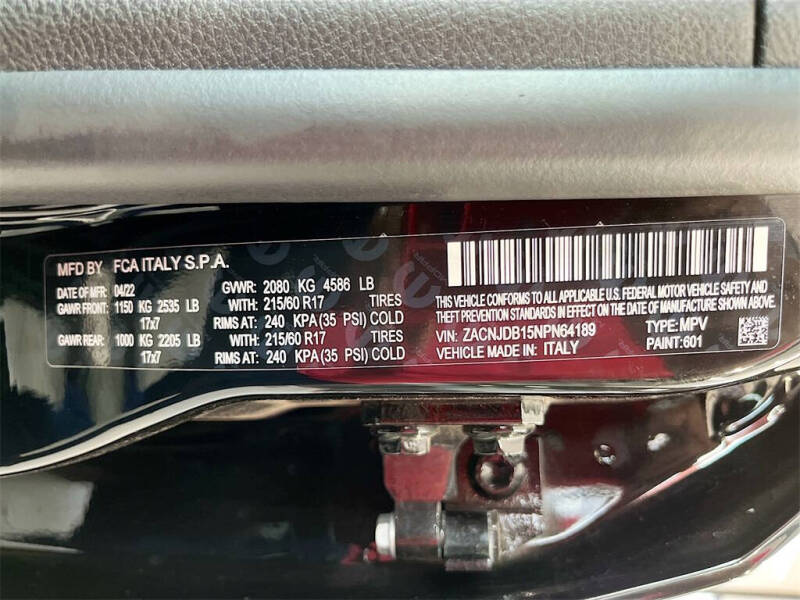 MFD BY FCA ITALY S.P.A.
DATE OF MFR: 04/22 GVWR: 2080 KG 4586 LB
GAWR FRONT: 1150 KG 2535 LB WITH: 215/60 R17 TIRES
17x7 RIMS AT: 240 KPA(35 PSI) COLD
GAWR REAR: 1000 KG 2205 LB WITH: 215/60 R17 TIRES
17x7 RIMS AT: 240 KPA(35 PSI) COLD
THIS VEHICLE CONFORMS TO ALL APPLICABLE U.S. FEDERAL MOTOR VEHICLE SAFETY,
THEFT PREVENTION STANDARDS IN EFFECT ON THE DATE OF MFR SHOWN ABOVE.
VIN: ZACNJDB15NPN64189 TYPE: MPV
VEHICLE MADE IN: ITALY PAINT:601